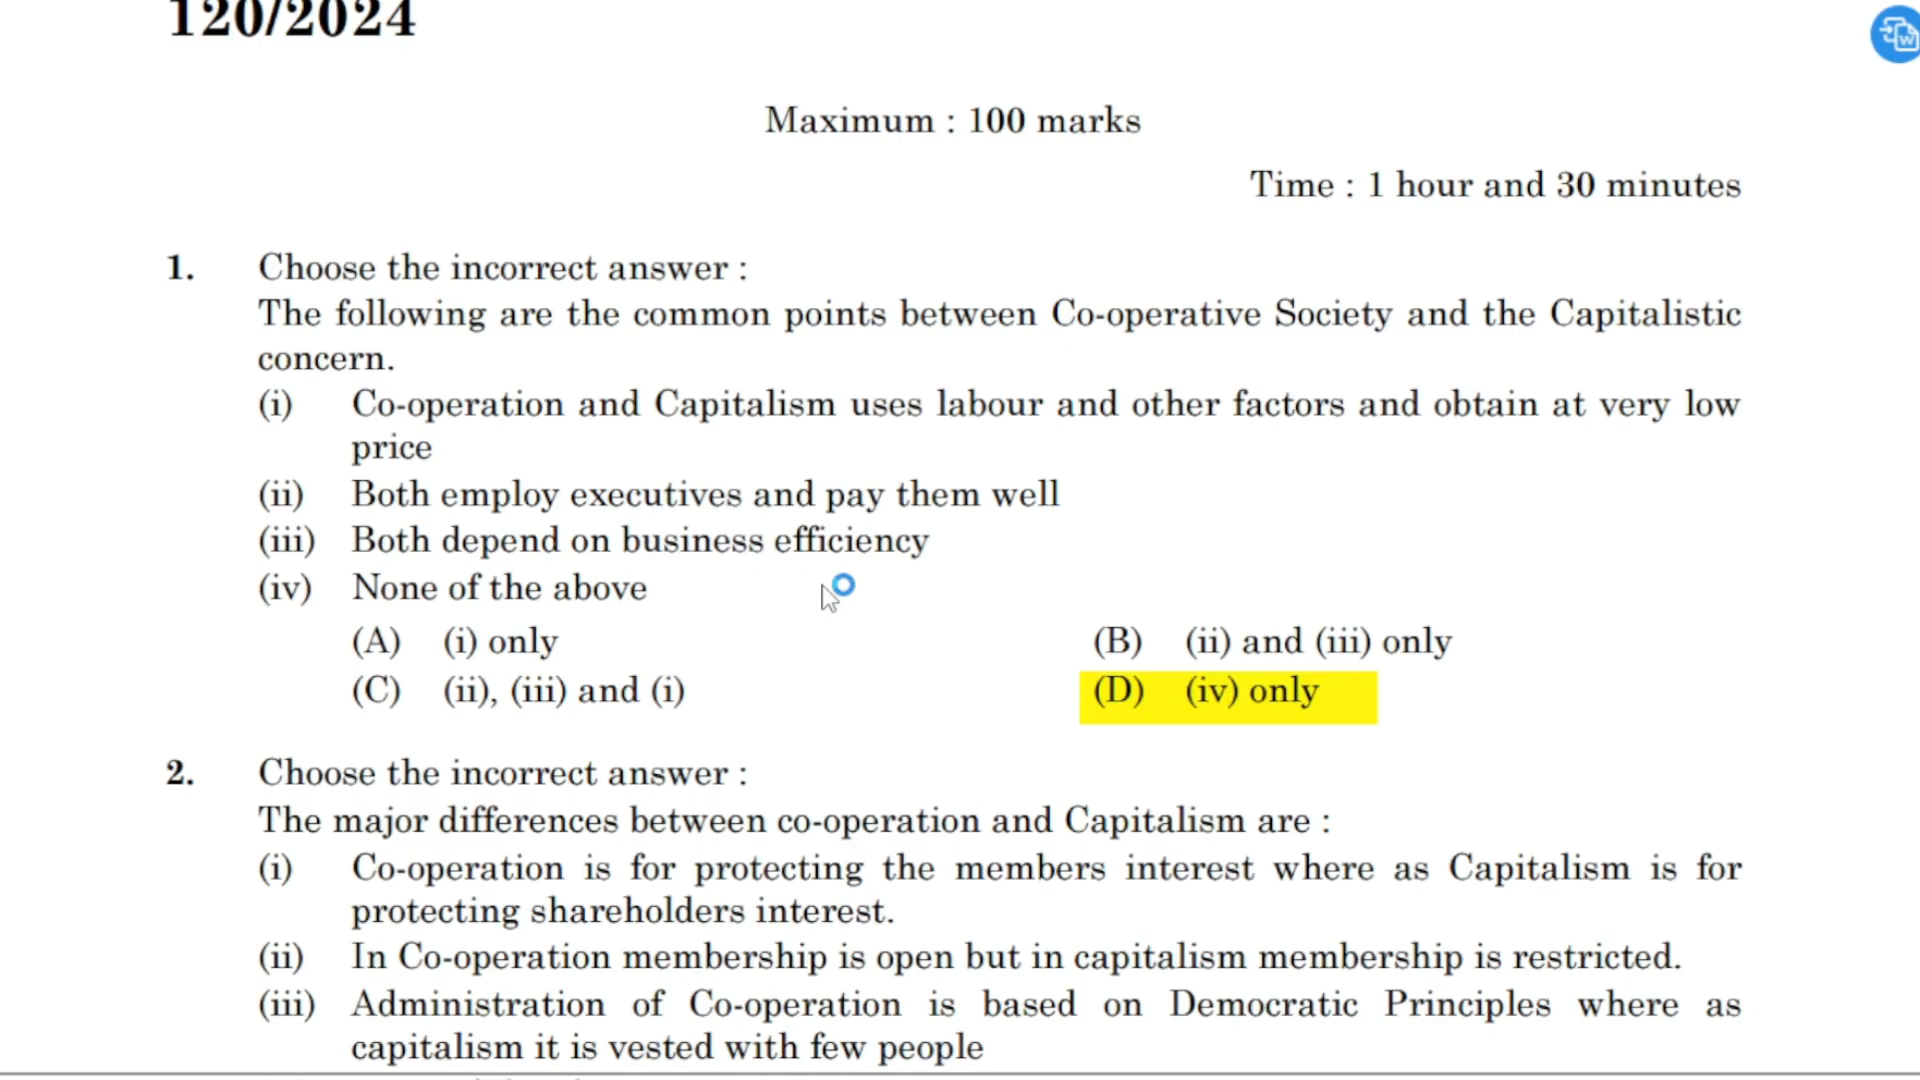 120/2024
Maximum : 100 marks
Time : 1 hour and 30 minutes
1. Choose the incorrect answer :
The following are the common points between Co-operative Society and the Capitalistic
concern.
(i) Co-operation and Capitalism uses labour and other factors and obtain at very low
price
(ii) Both employ executives and pay them well
(iii) Both depend on business efficiency
(iv) None of the above
(A) (i) only (B) (ii) and (iii) only
(C) (ii), (iii) and (i) (D) (iv) only
2. Choose the incorrect answer :
The major differences between co-operation and Capitalism are :
(i) Co-operation is for protecting the members interest where as Capitalism is for
protecting shareholders interest.
(ii) In Co-operation membership is open but in capitalism membership is restricted.
(iii) Administration of Co-operation is based on Democratic Principles where as
capitalism it is vested with few people